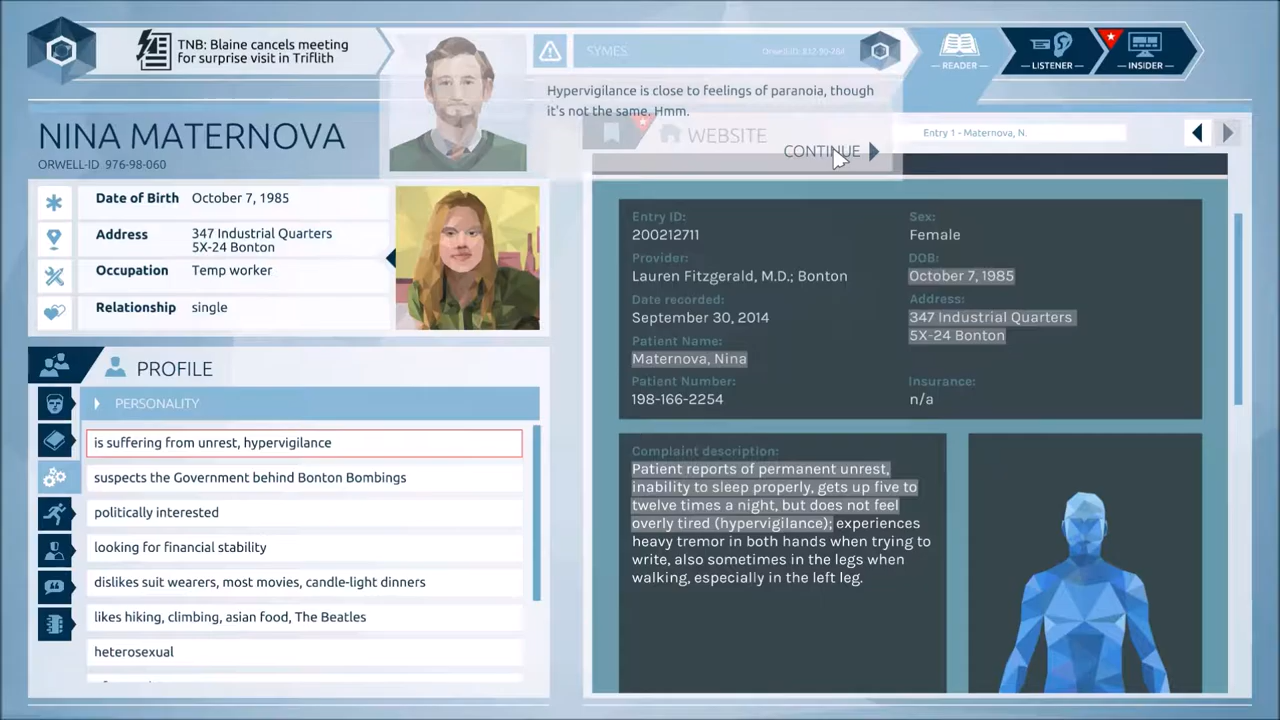 TNB: Blaine cancels meeting
for surprise visit in Triflith
SYMES
OrwellID: 832-90-264
Hypervigilance is close to feelings of paranoia, though
it's not the same. Hmm.
CONTINUE
READER
LISTENER
INSIDER
NINA MATERNOVA
ORWELL-ID 976-98-060
Date of Birth October 7, 1985
Address 347 Industrial Quarters
5X-24 Bonton
Occupation Temp worker
Relationship single
PROFILE
PERSONALITY
is suffering from unrest, hypervigilance
suspects the Government behind Bonton Bombings
politically interested
looking for financial stability
dislikes suit wearers, most movies, candle-light dinners
likes hiking, climbing, asian food, The Beatles
heterosexual
WEBSITE
Entry 1 - Maternova, N.
Entry ID:
200212711
Provider:
Lauren Fitzgerald, M.D.; Bonton
Date recorded:
September 30, 2014
Patient Name:
Maternova, Nina
Patient Number:
198-166-2254
Sex:
Female
DOB:
October 7, 1985
Address:
347 Industrial Quarters
5X-24 Bonton
Insurance:
n/a
Complaint description:
Patient reports of permanent unrest,
inability to sleep properly, gets up five to
twelve times a night, but does not feel
overly tired (hypervigilance); experiences
heavy tremor in both hands when trying to
write, also sometimes in the legs when
walking, especially in the left leg.